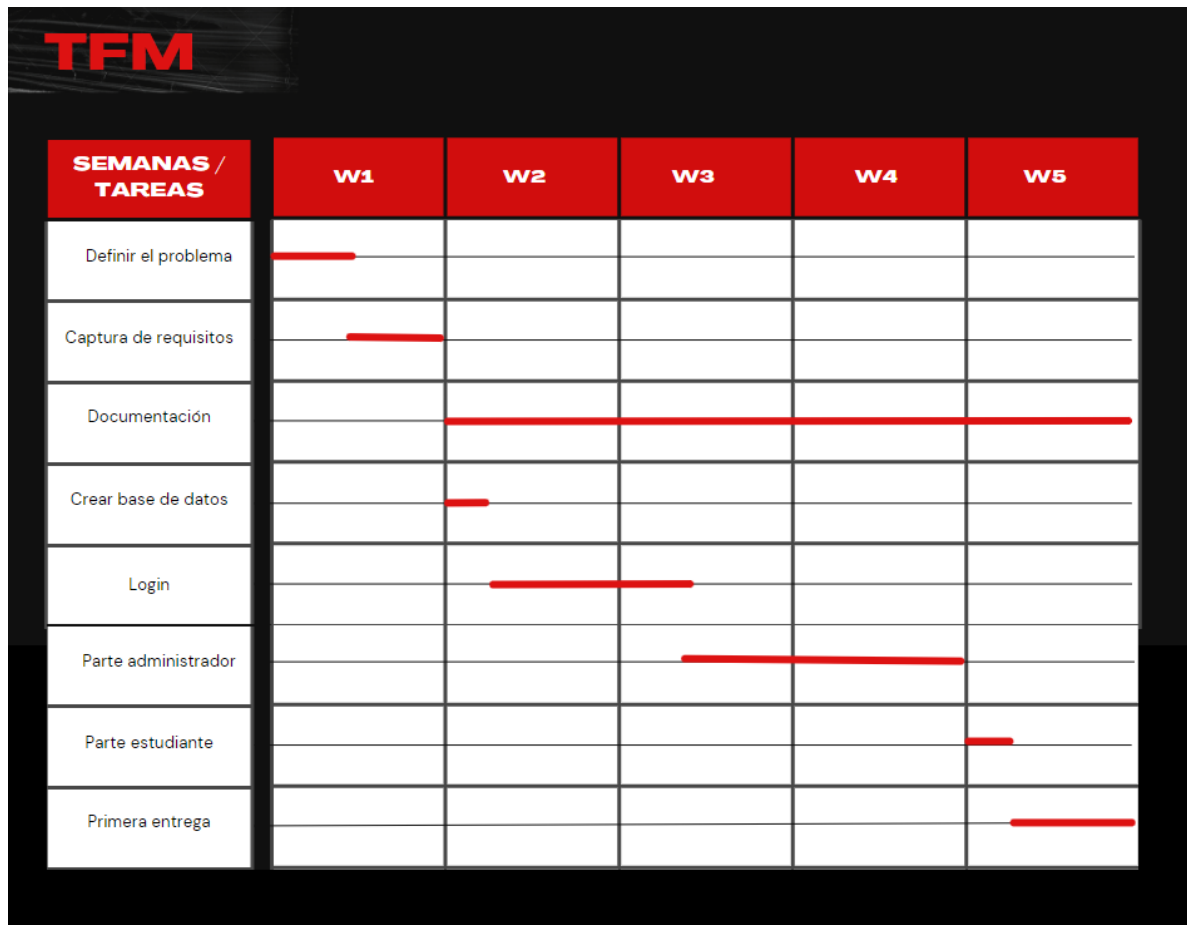 TFM
SEMANAS /
TAREAS
W1
W2
W3
W4
W5
Definir el problema
Captura de requisitos
Documentación
Crear base de datos
Login
Parte administrador
Parte estudiante
Primera entrega